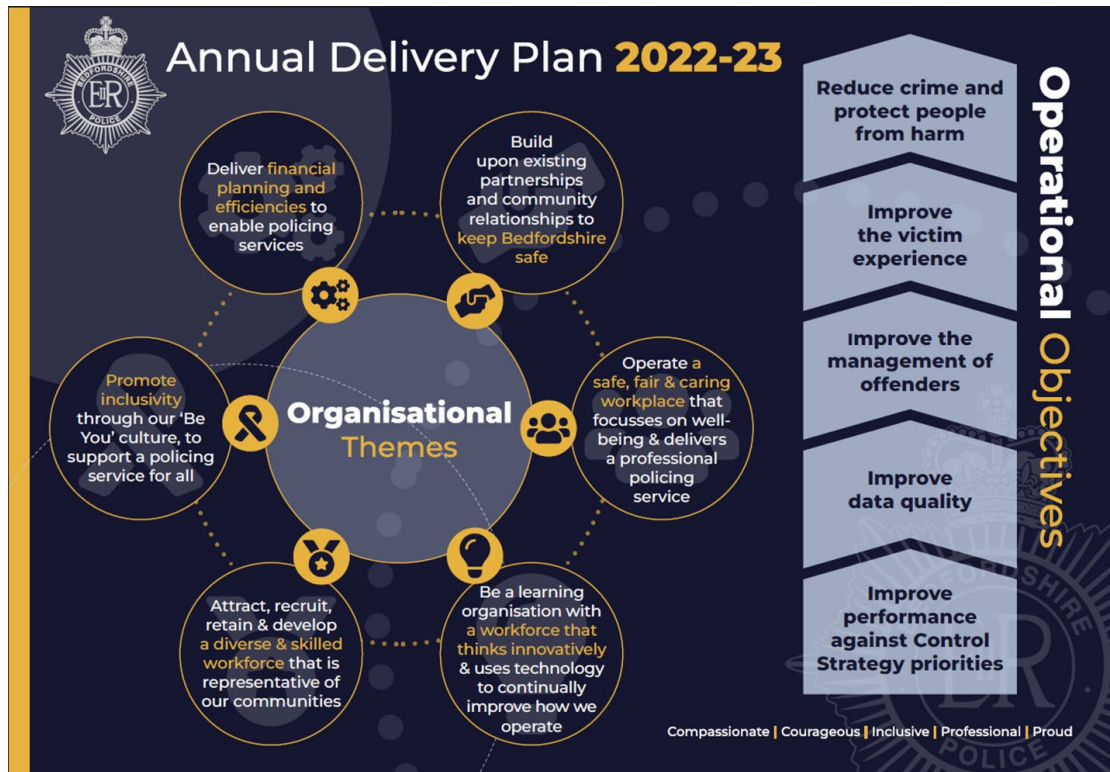 BEDFORDSHIRE
EIIR
POLICE
Annual Delivery Plan 2022-23
Deliver financial
planning and
efficiencies to
enable policing
services
Build
upon existing
partnerships
and community
relationships to
keep Bedfordshire
safe
Operate a
safe, fair & caring
workplace that
focusses on well-
being & delivers
a professional
policing
service
Be a learning
organisation with
a workforce that
thinks innovatively
& uses technology
to continually
improve how we
operate
Attract, recruit,
retain & develop
a diverse & skilled
workforce that is
representative of
our communities
Promote
inclusivity
through our ‘Be
You’ culture, to
support a policing
service for all
Organisational
Themes
Operational Objectives
Reduce crime and
protect people
from harm
Improve
the victim
experience
Improve the
management of
offenders
Improve
data quality
Improve
performance
against Control
Strategy priorities
Compassionate | Courageous | Inclusive | Professional | Proud
EIIR
POLICE